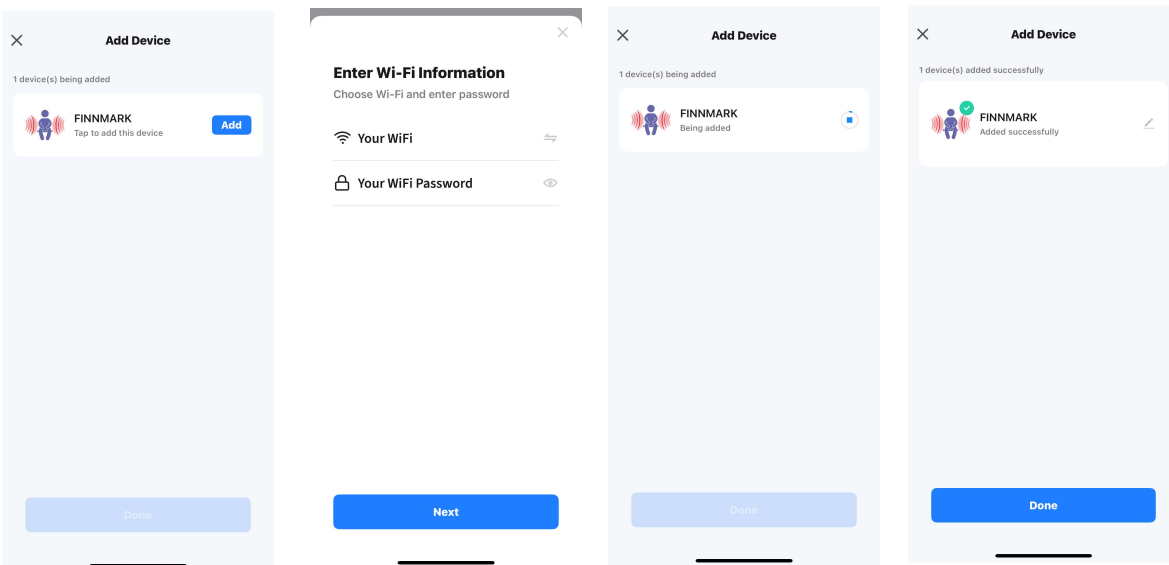 Add Device
1 device(s) being added
FINNMARK
Tap to add this device
Add
Done
Enter Wi-Fi Information
Choose Wi-Fi and enter password
Your WiFi
Your WiFi Password
Next
Add Device
1 device(s) being added
FINNMARK
Being added
Done
Add Device
1 device(s) added successfully
FINNMARK
Added successfully
Done